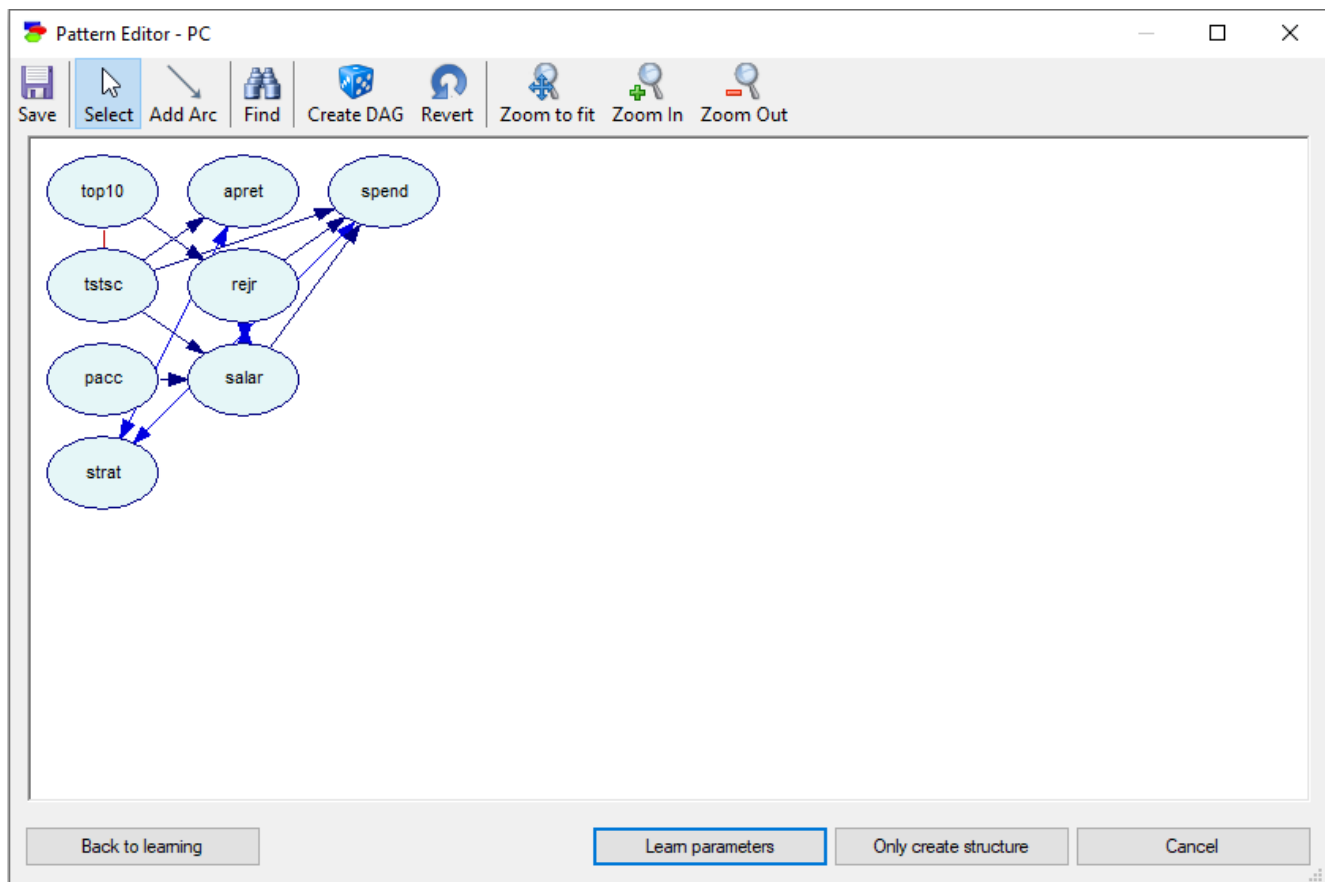 Pattern Editor - PC
Save Select Add Arc Find Create DAG Revert Zoom to fit Zoom In Zoom Out
top10 apret spend
tstsc rejr
pacc salar
strat
Back to learning Learn parameters Only create structure Cancel